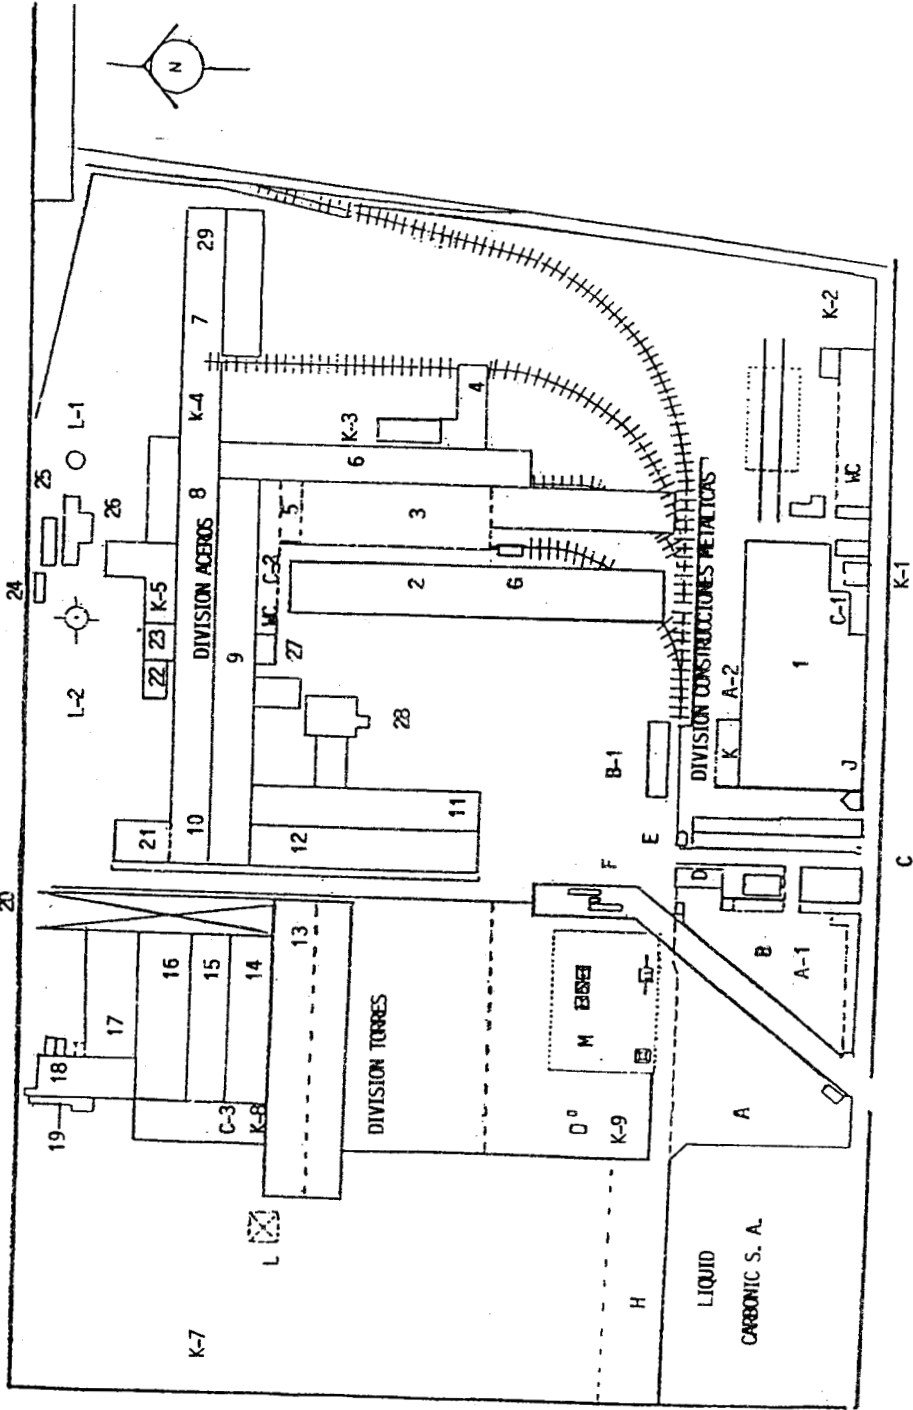 20
24
25
L-1
L-2
26
21
22
23
K-5
10
DIVISION ACEROS
8
K-4
7
29
9
WC
C-2
5
6
K-3
4
3
2
6
27
28
12
11
19
18
17
16
15
14
C-3
K-8
13
L
K-7
DIVISION TORRES
M
K-9
H
LIQUID
CARBONIC S. A.
A
F
E
B-1
D
B
A-1
DIVISION CONSTRUCCIONES METALICAS
K
A-2
1
J
C-1
WC
K-2
K-1
C
N